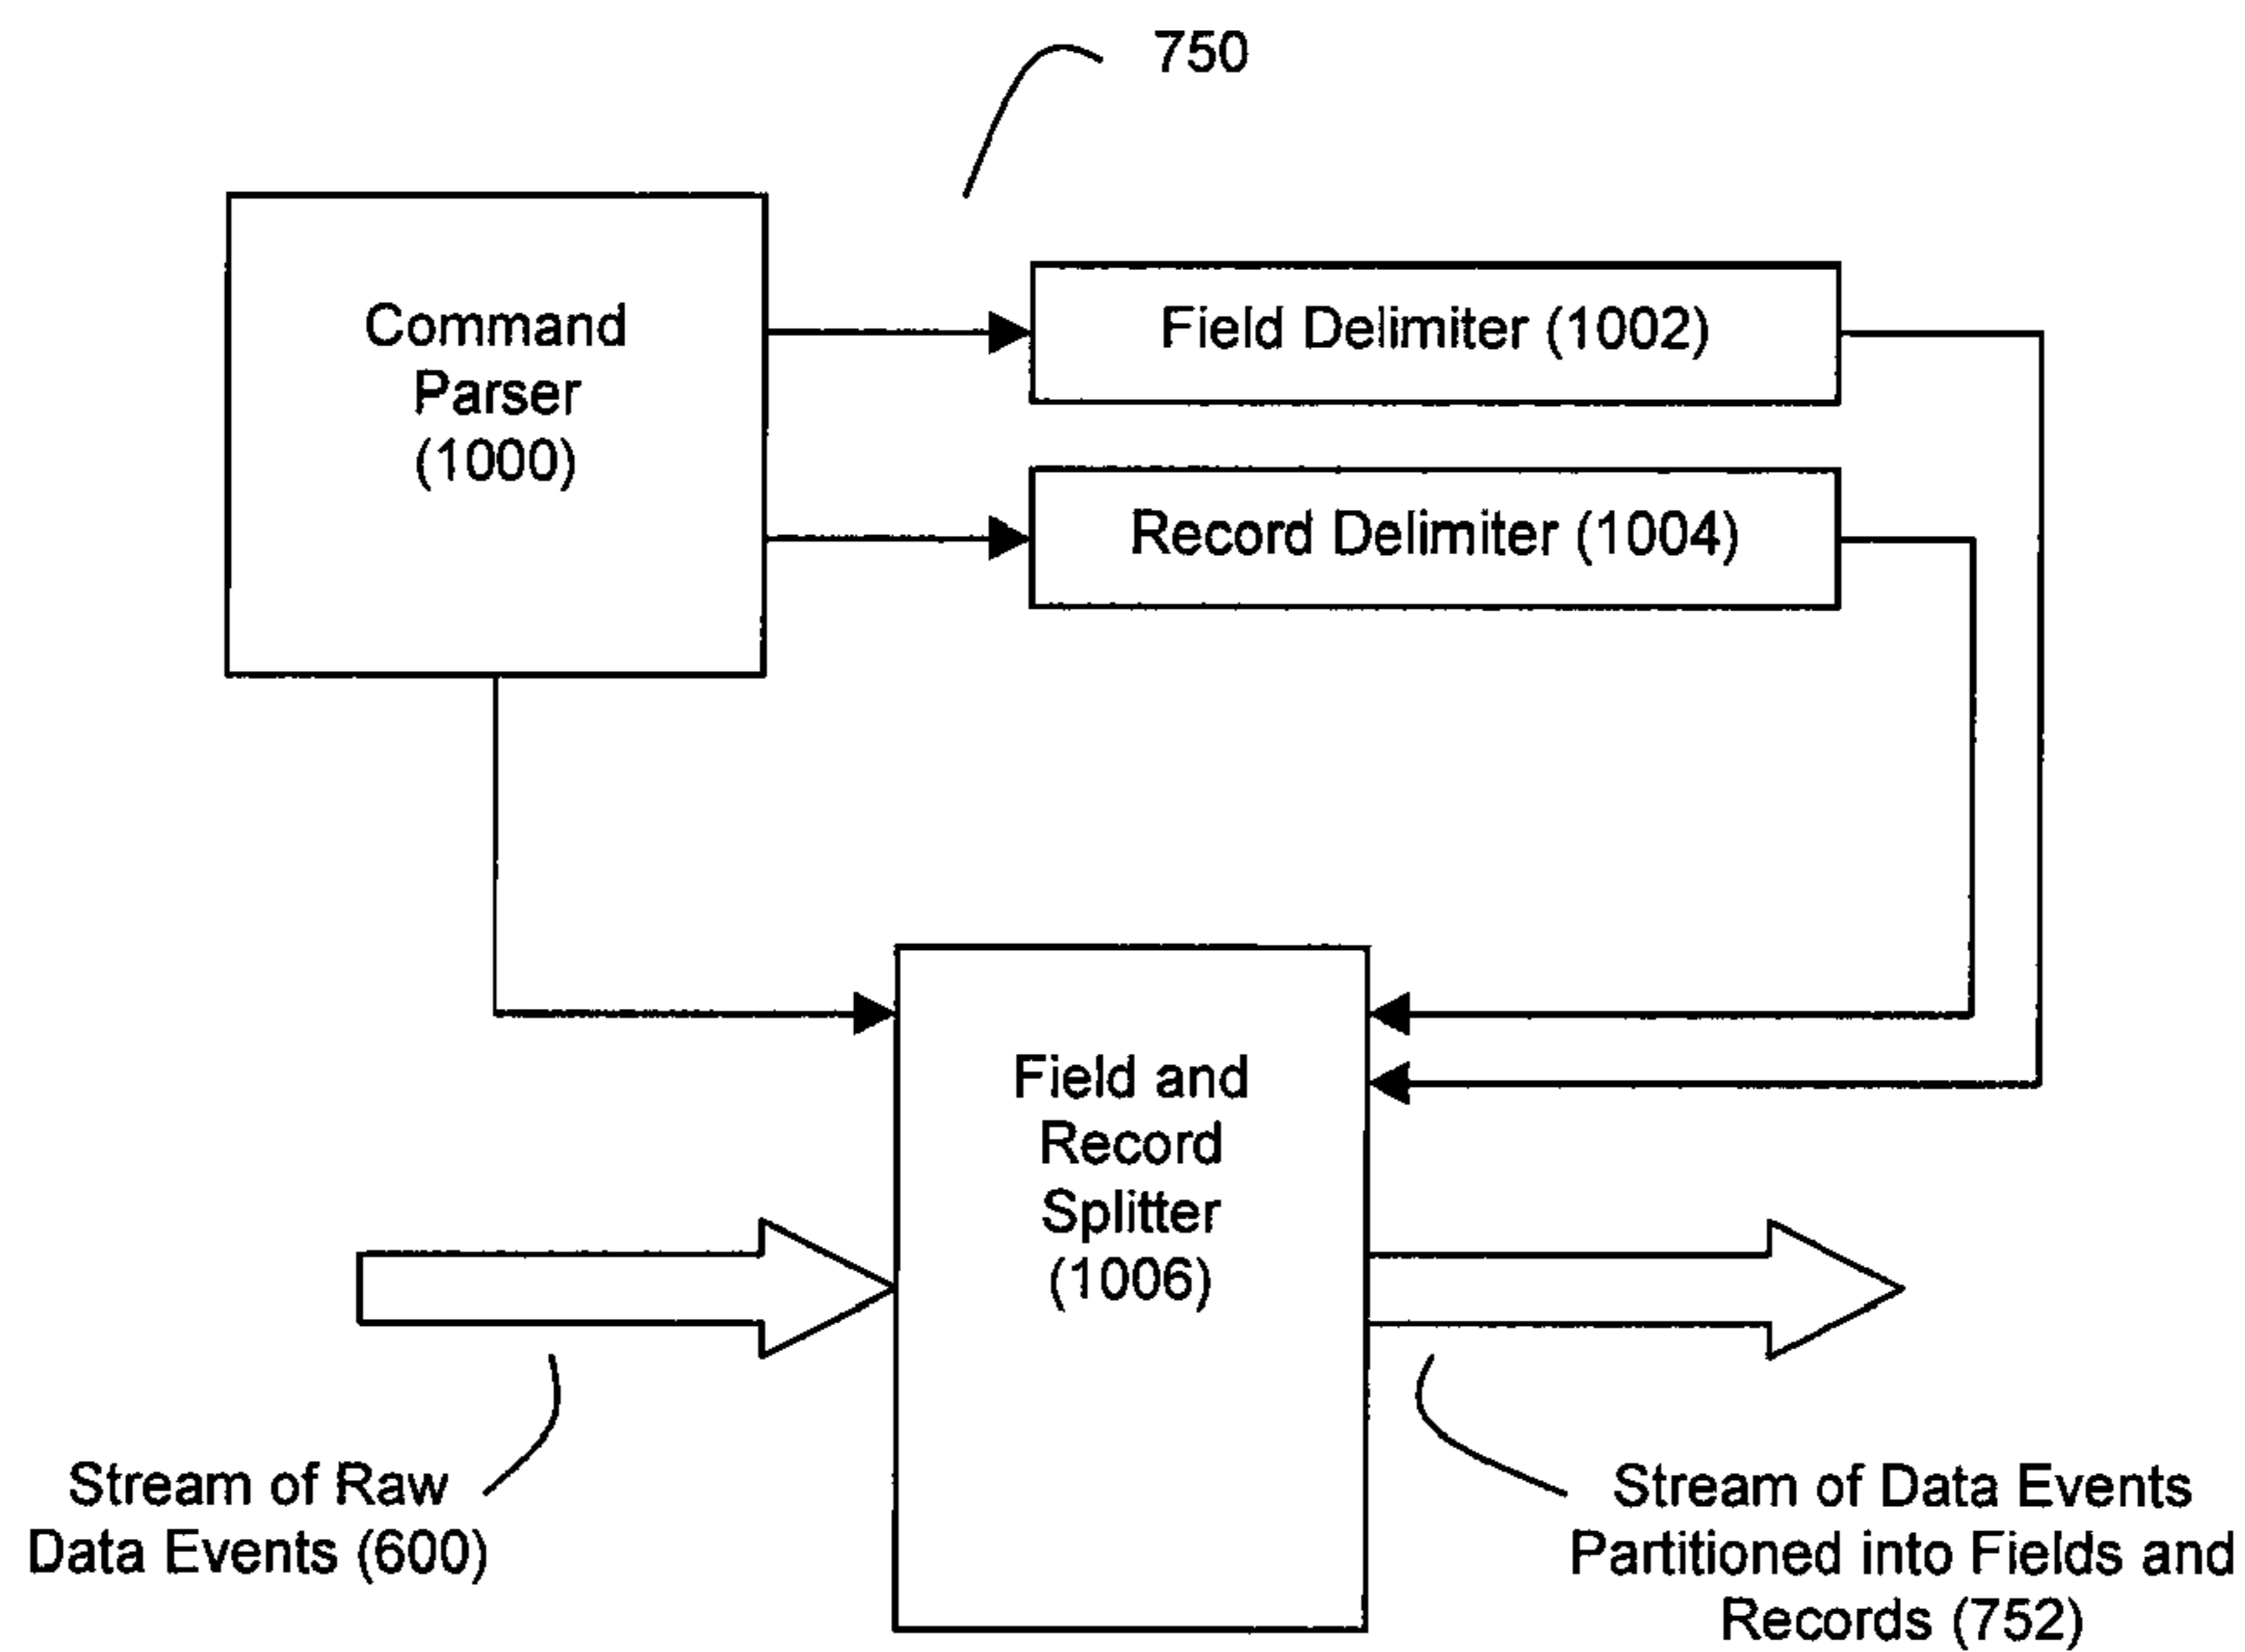 750
Command
Parser
(1000)
Field Delimiter (1002)
Record Delimiter (1004)
Field and
Record
Splitter
(1006)
Stream of Raw
Data Events (600)
Stream of Data Events
Partitioned into Fields and
Records (752)